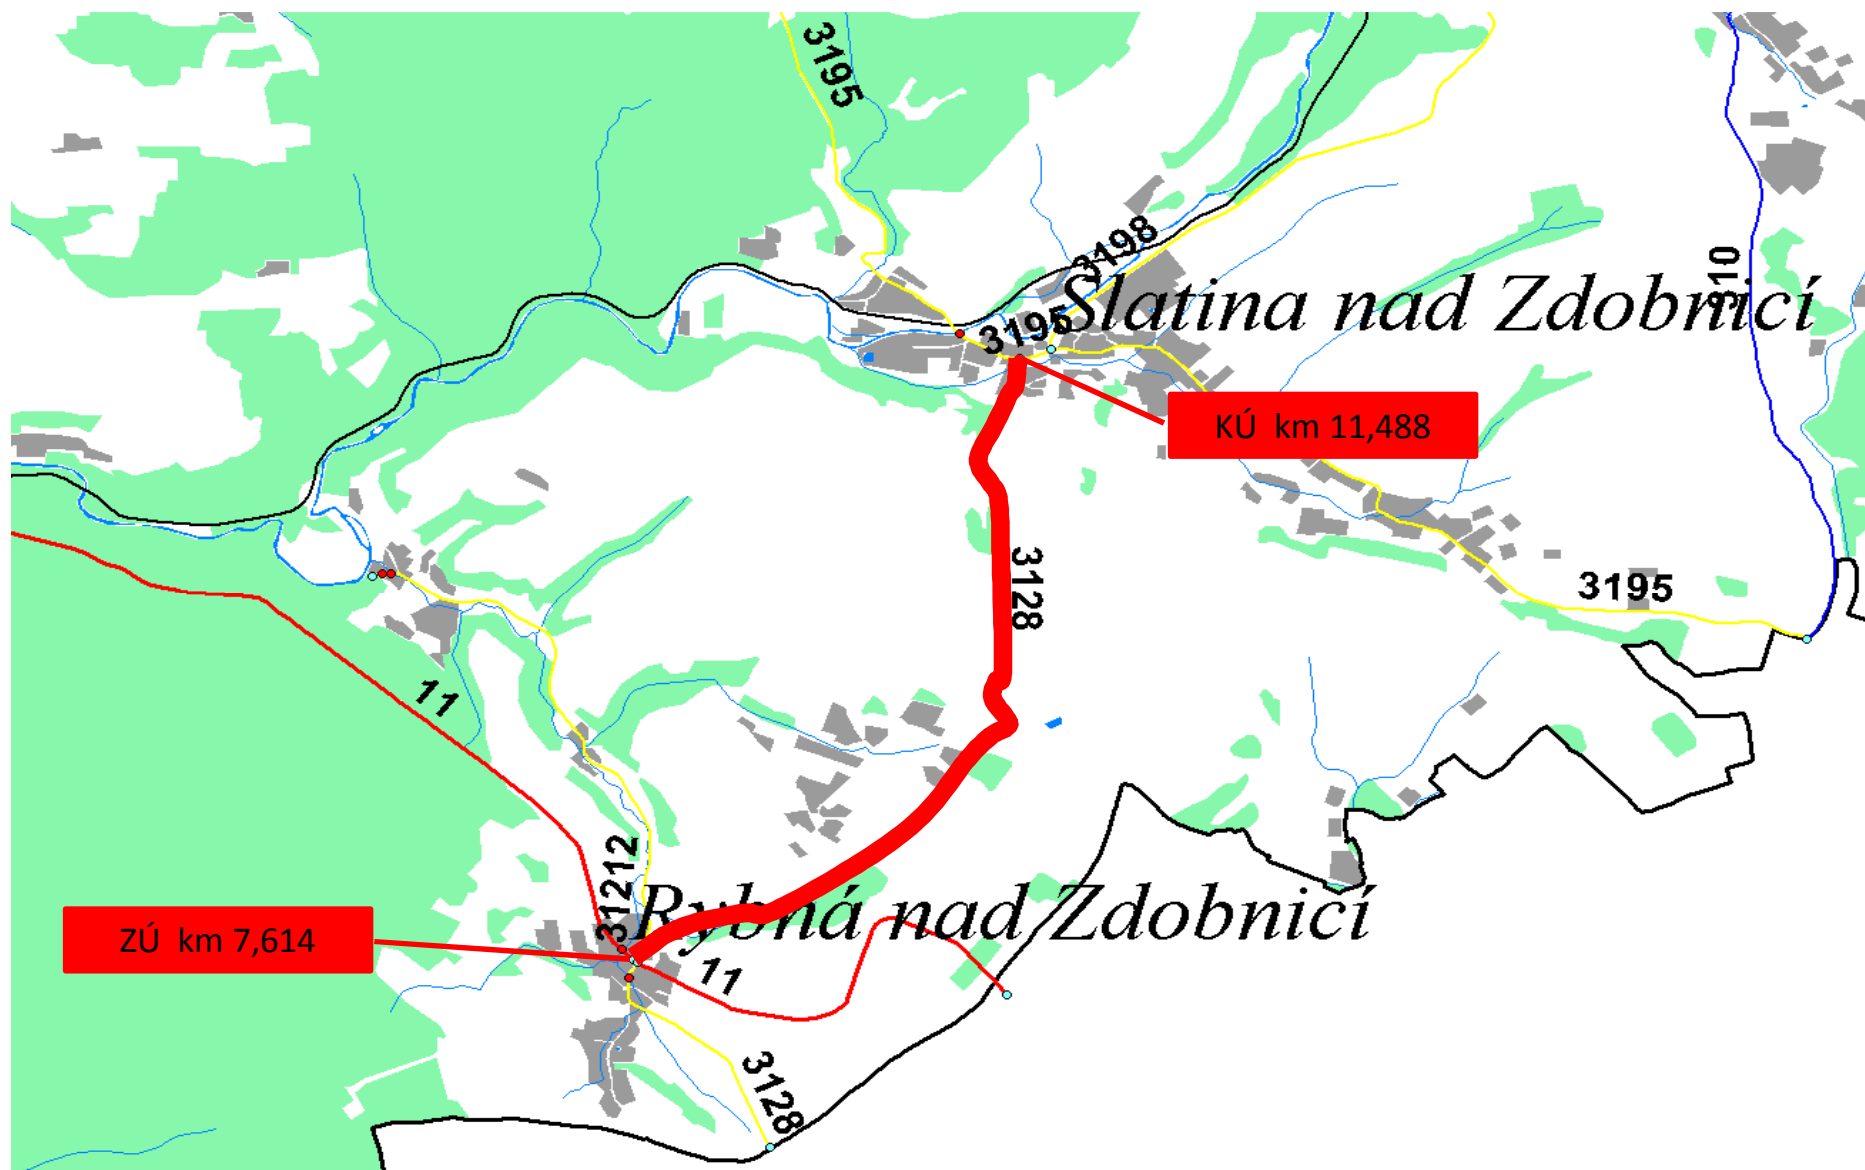 3195
3198
310
Slatina nad Zdobnicí
3195
KÚ km 11,488
3128
3195
11
31212
Rybná nad Zdobnicí
ZÚ km 7,614
11
3128